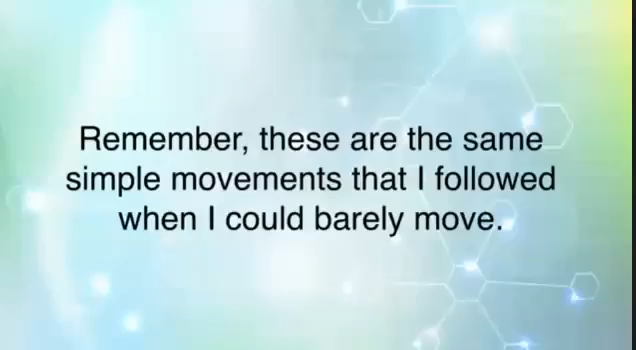 Remember, these are the same
simple movements that I followed
when I could barely move.